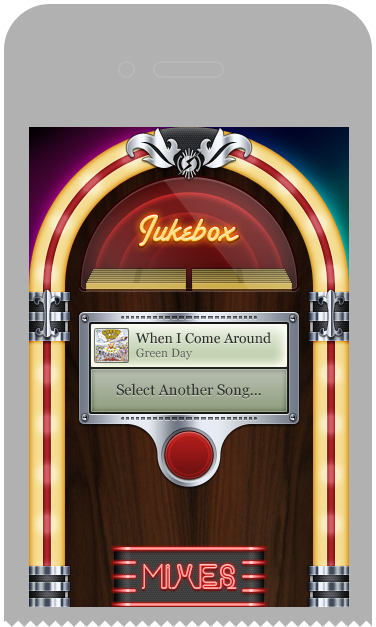 Jukebox
When I Come Around
Green Day
Select Another Song...
MIXES